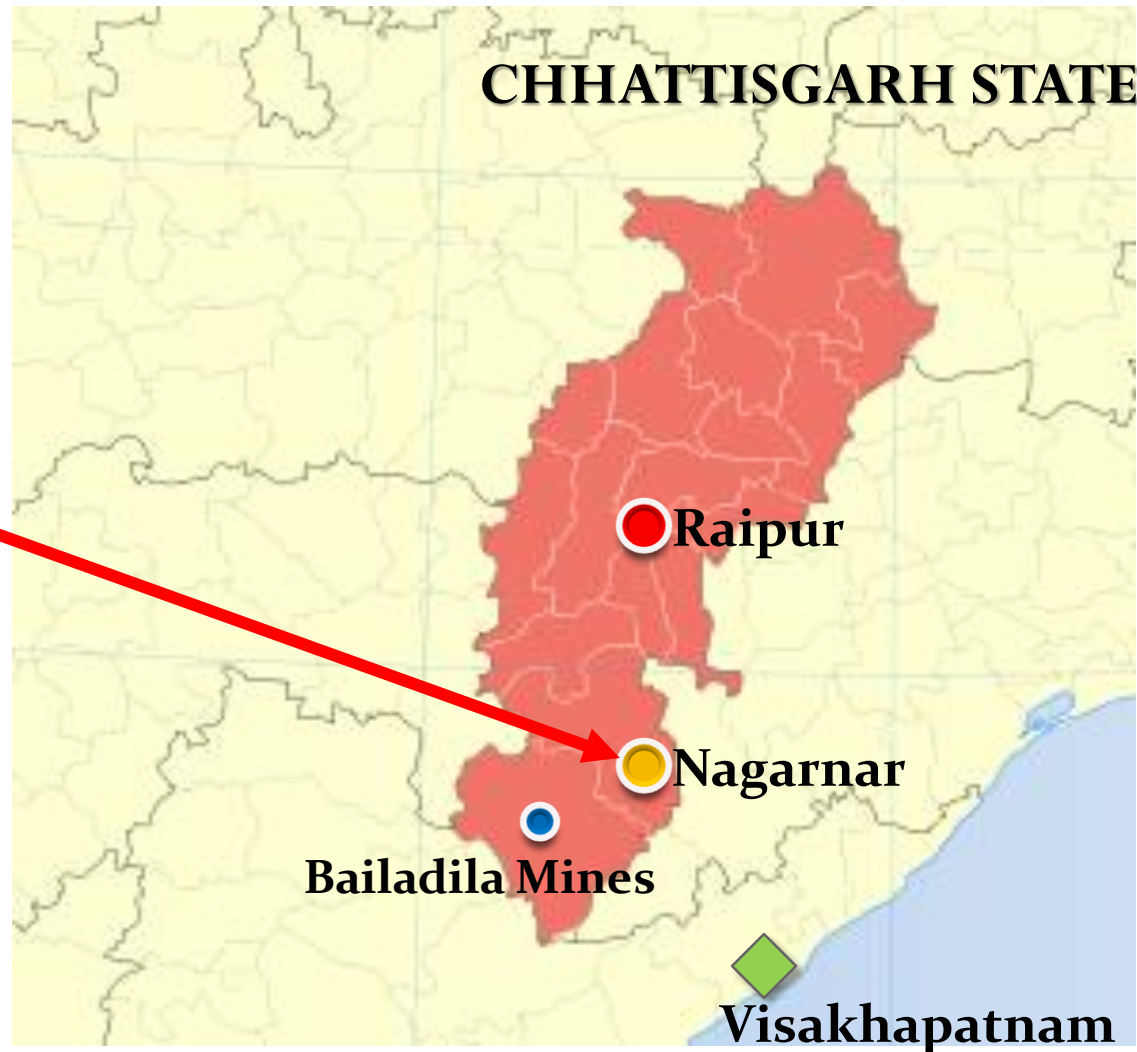 CHHATTISGARH STATE
Raipur
Nagarnar
Bailadila Mines
Visakhapatnam